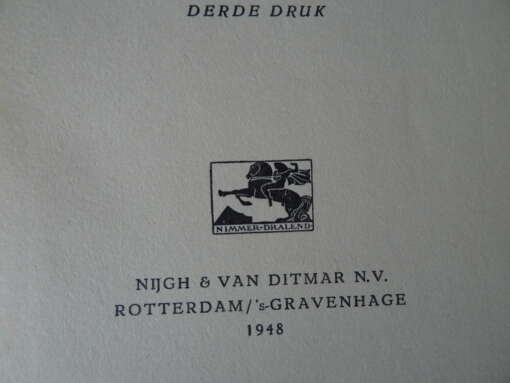 DERDE DRUK
NIMMER-DRALEND
NIJGH & VAN DITMAR N.V.
ROTTERDAM/'s-GRAVENHAGE
1948